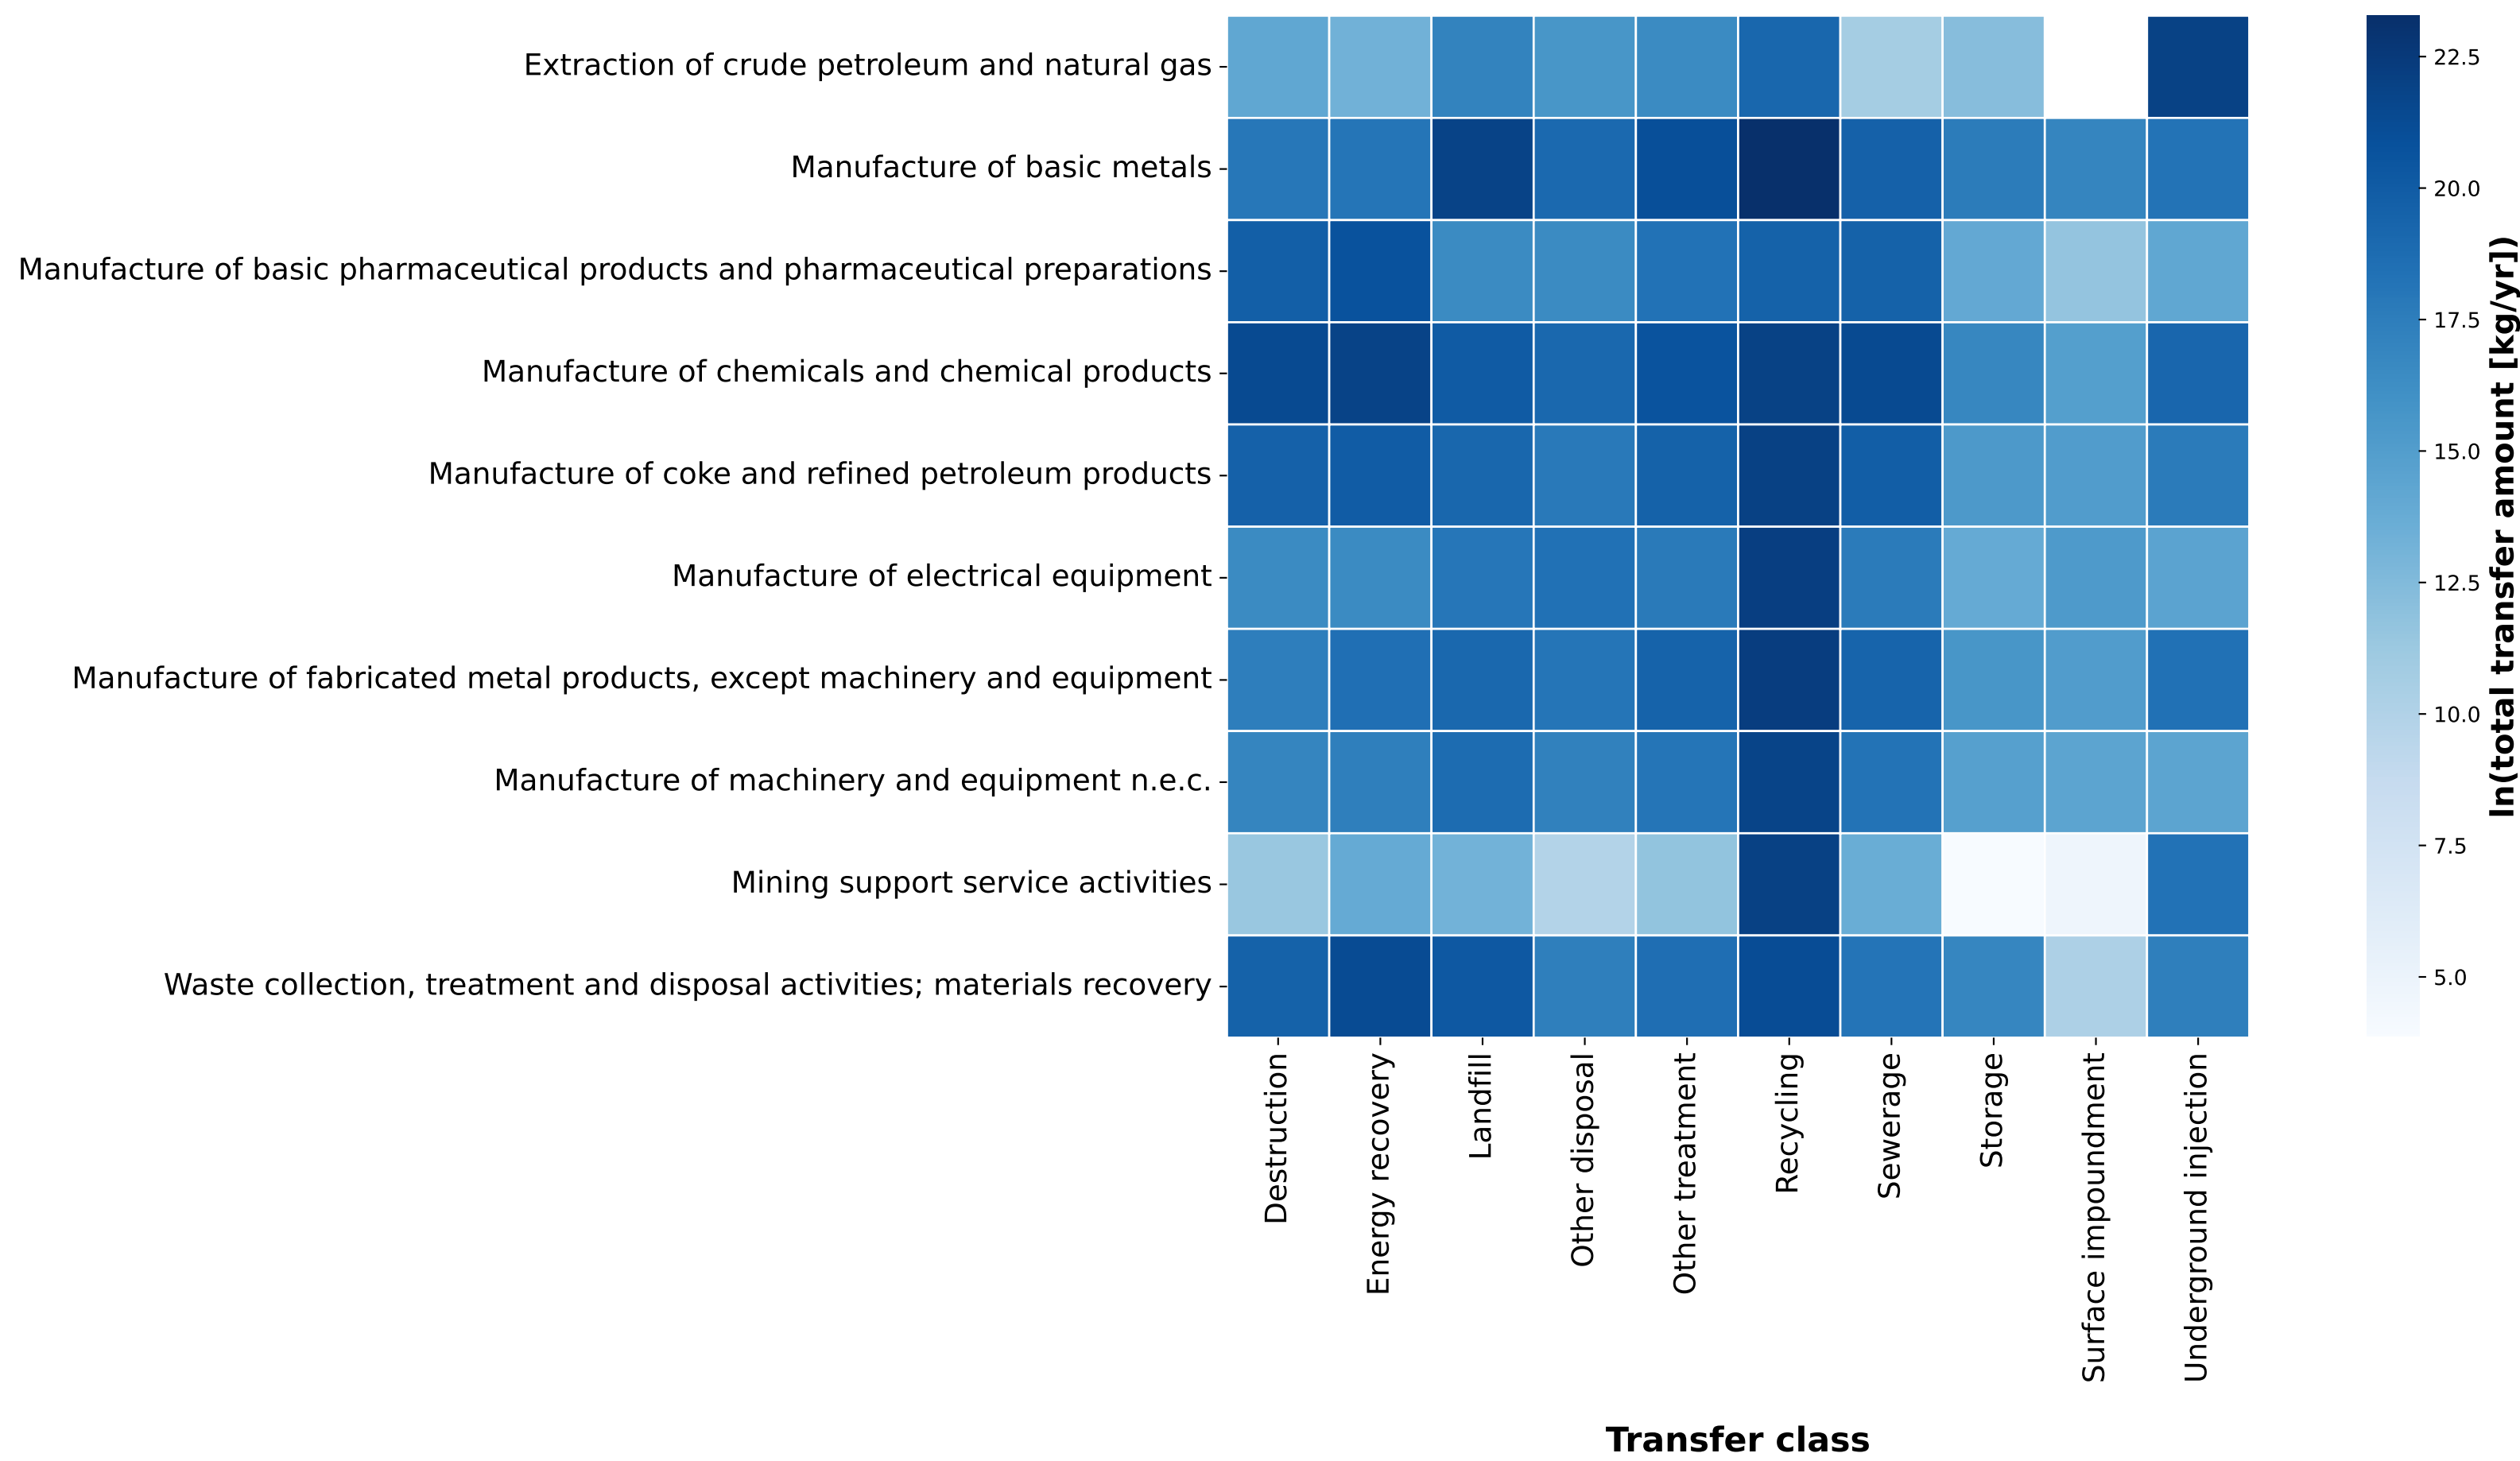 Extraction of crude petroleum and natural gas
Manufacture of basic metals
Manufacture of basic pharmaceutical products and pharmaceutical preparations
Manufacture of chemicals and chemical products
Manufacture of coke and refined petroleum products
Manufacture of electrical equipment
Manufacture of fabricated metal products, except machinery and equipment
Manufacture of machinery and equipment n.e.c.
Mining support service activities
Waste collection, treatment and disposal activities; materials recovery
Destruction
Energy recovery
Landfill
Other disposal
Other treatment
Recycling
Sewerage
Storage
Surface impoundment
Underground injection
Transfer class
22.5
20.0
17.5
15.0
12.5
10.0
7.5
5.0
ln(total transfer amount [kg/yr])